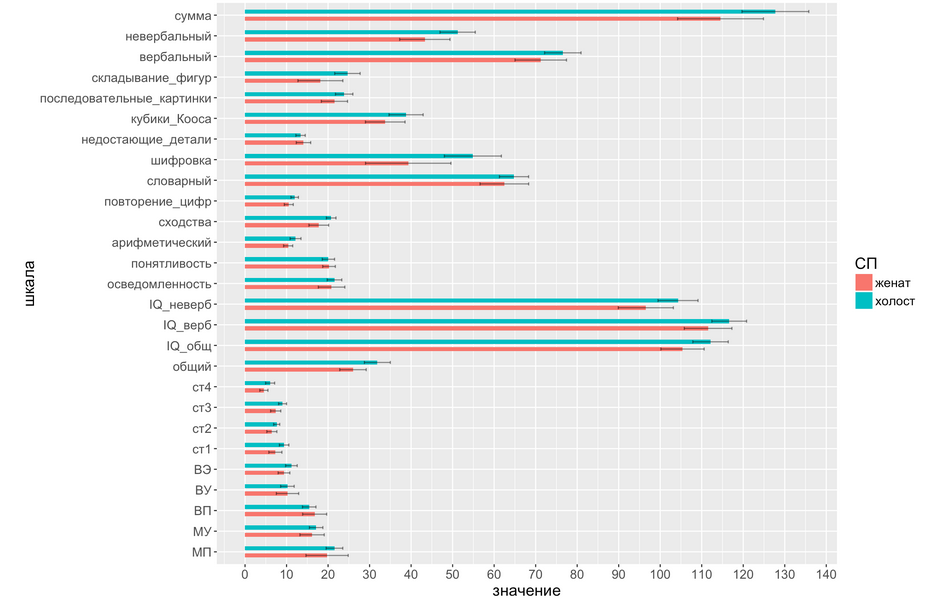 шкала
сумма
невербальный
вербальный
складывание_фигур
последовательные_картинки
кубики_Кооса
недостающие_детали
шифровка
словарный
повторение_цифр
сходства
арифметический
понятливость
осведомленность
IQ_неверб
IQ_верб
IQ_общ
общий
ст4
ст3
ст2
ст1
ВЭ
ВУ
ВП
МУ
МП
0 10 20 30 40 50 60 70 80 90 100 110 120 130 140
значение
СП
женат
холост